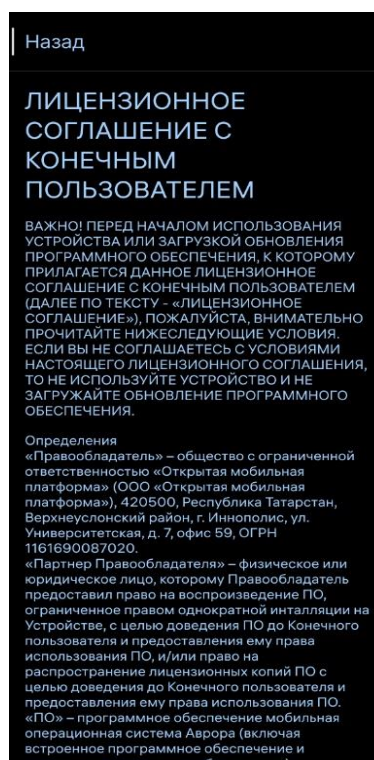 Назад
ЛИЦЕНЗИОННОЕ
СОГЛАШЕНИЕ С
КОНЕЧНЫМ
ПОЛЬЗОВАТЕЛЕМ
ВАЖНО! ПЕРЕД НАЧАЛОМ ИСПОЛЬЗОВАНИЯ
УСТРОЙСТВА ИЛИ ЗАГРУЗКОЙ ОБНОВЛЕНИЯ
ПРОГРАММНОГО ОБЕСПЕЧЕНИЯ, К КОТОРОМУ
ПРИЛАГАЕТСЯ ДАННОЕ ЛИЦЕНЗИОННОЕ
СОГЛАШЕНИЕ С КОНЕЧНЫМ ПОЛЬЗОВАТЕЛЕМ
(ДАЛЕЕ ПО ТЕКСТУ - «ЛИЦЕНЗИОННОЕ
СОГЛАШЕНИЕ»), ПОЖАЛУЙСТА, ВНИМАТЕЛЬНО
ПРОЧИТАЙТЕ НИЖЕСЛЕДУЮЩИЕ УСЛОВИЯ.
ЕСЛИ ВЫ НЕ СОГЛАШАЕТЕСЬ С УСЛОВИЯМИ
НАСТОЯЩЕГО ЛИЦЕНЗИОННОГО СОГЛАШЕНИЯ,
ТО НЕ ИСПОЛЬЗУЙТЕ УСТРОЙСТВО И НЕ
ЗАГРУЖАЙТЕ ОБНОВЛЕНИЕ ПРОГРАММНОГО
ОБЕСПЕЧЕНИЯ.
Определения
«Правообладатель» – общество с ограниченной
ответственностью «Открытая мобильная
платформа» (ООО «Открытая мобильная
платформа»), 420500, Республика Татарстан,
Верхнеуслонский район, г. Иннополис, ул.
Университетская, д. 7, офис 59, ОГРН
1161690087020.
«Партнер Правообладателя» – физическое или
юридическое лицо, которому Правообладатель
предоставил право на воспроизведение ПО,
ограниченное правом однократной инталляции на
Устройстве, с целью доведения ПО до Конечного
пользователя и предоставления ему права
использования ПО, и/или право на
распространение лицензионных копий ПО с
целью доведения до Конечного пользователя и
предоставления ему права использования ПО.
«ПО» – программное обеспечение мобильная
операционная система Аврора (включая
встроенное программное обеспечение и